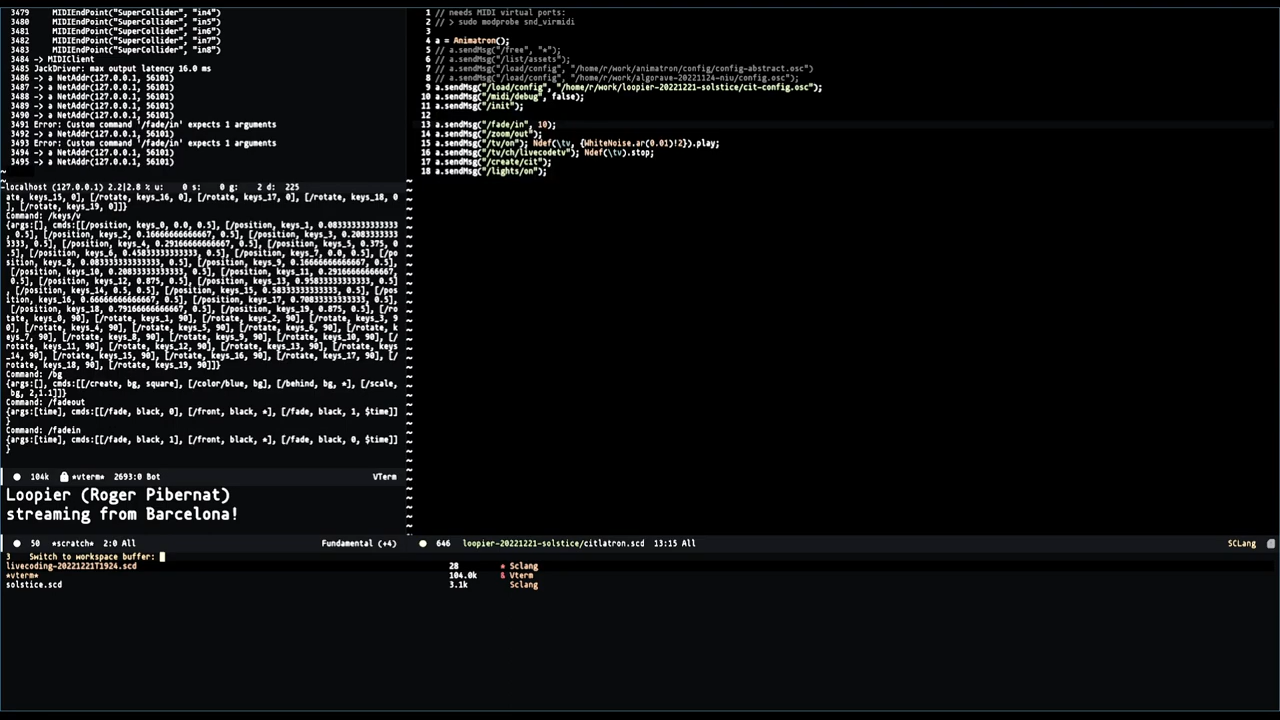 3479     MIDIEndPoint("SuperCollider", "in4")
3480     MIDIEndPoint("SuperCollider", "in5")
3481     MIDIEndPoint("SuperCollider", "in6")
3482     MIDIEndPoint("SuperCollider", "in7")
3483     MIDIEndPoint("SuperCollider", "in8")
3484 -> MIDIClient
3485 JackDriver: max output latency 16.0 ms
3486 -> a NetAddr(127.0.0.1, 56101)
3487 -> a NetAddr(127.0.0.1, 56101)
3488 -> a NetAddr(127.0.0.1, 56101)
3489 -> a NetAddr(127.0.0.1, 56101)
3490 -> a NetAddr(127.0.0.1, 56101)
3491 Error: Custom command '/fade/in' expects 1 arguments
3492 -> a NetAddr(127.0.0.1, 56101)
3493 Error: Custom command '/fade/in' expects 1 arguments
3494 -> a NetAddr(127.0.0.1, 56101)
3495 -> a NetAddr(127.0.0.1, 56101)
~
~
localhost (127.0.0.1) 2.2|2.8 % u:    0 s:    0 g:    2 d:  225
ate, keys_15, 0], [/rotate, keys_16, 0], [/rotate, keys_17, 0], [/rotate, keys_18, 0
], [/rotate, keys_19, 0]]}
Command: /keys/v
{args:[], cmds:[[/position, keys_0, 0.0, 0.5], [/position, keys_1, 0.0833333333333
, 0.5], [/position, keys_2, 0.16666666666667, 0.5], [/position, keys_3, 0.2083333
3333, 0.5], [/position, keys_4, 0.29166666666667, 0.5], [/position, keys_5, 0.375, 0
.5], [/position, keys_6, 0.45833333333333, 0.5], [/position, keys_7, 0.0, 0.5], [/po
sition, keys_8, 0.08333333333333, 0.5], [/position, keys_9, 0.16666666666667, 0.5],
[/position, keys_10, 0.20833333333333, 0.5], [/position, keys_11, 0.29166666666667,
0.5], [/position, keys_12, 0.875, 0.5], [/position, keys_13, 0.95833333333333, 0.5]
, [/position, keys_14, 0.5, 0.5], [/position, keys_15, 0.58333333333333, 0.5], [/pos
ition, keys_16, 0.66666666666667, 0.5], [/position, keys_17, 0.70833333333333, 0.5],
[/position, keys_18, 0.79166666666667, 0.5], [/position, keys_19, 0.875, 0.5], [/ro
tate, keys_0, 90], [/rotate, keys_1, 90], [/rotate, keys_2, 90], [/rotate, keys_3, 9
0], [/rotate, keys_4, 90], [/rotate, keys_5, 90], [/rotate, keys_6, 90], [/rotate, k
eys_7, 90], [/rotate, keys_8, 90], [/rotate, keys_9, 90], [/rotate, keys_10, 90], [/
rotate, keys_11, 90], [/rotate, keys_12, 90], [/rotate, keys_13, 90], [/rotate, keys
_14, 90], [/rotate, keys_15, 90], [/rotate, keys_16, 90], [/rotate, keys_17, 90], [/
rotate, keys_18, 90], [/rotate, keys_19, 90]]}
Command: /bg
{args:[], cmds:[[/create, bg, square], [/color/blue, bg], [/behind, bg, *], [/scale,
bg, 2,1.1]]}
Command: /fadeout
{args:[time], cmds:[[/fade, black, 0], [/front, black, *], [/fade, black, 1, $time]]
}
Command: /fadein
{args:[time], cmds:[[/fade, black, 1], [/front, black, *], [/fade, black, 0, $time]]
}
104k *vterm* 2693:0 Bot VTerm
Loopier (Roger Pibernat)
streaming from Barcelona!
50 *scratch* 2:0 All Fundamental (+4)
1 // needs MIDI virtual ports:
2 // > sudo modprobe snd_virmidi
3
4 a = Animatron();
5 // a.sendMsg("/free", "*");
6 // a.sendMsg("/list/assets");
7 // a.sendMsg("/load/config", "/home/r/work/animatron/config/config-abstract.osc")
8 // a.sendMsg("/load/config", "/home/r/work/algorave-20221124-niu/config.osc");
9 a.sendMsg("/load/config", "/home/r/work/loopier-20221221-solstice/cit-config.osc");
10 a.sendMsg("/midi/debug", false);
11 a.sendMsg("/init");
12
13 a.sendMsg("/fade/in", 10);
14 a.sendMsg("/zoom/out");
15 a.sendMsg("/tv/on"); Ndef(\tv, {WhiteNoise.ar(0.01)!2}).play;
16 a.sendMsg("/tv/ch/livecodetv"); Ndef(\tv).stop;
17 a.sendMsg("/create/cit");
18 a.sendMsg("/lights/on");
646 loopier-20221221-solstice/citlatron.scd 13:15 All SCLang
3 Switch to workspace buffer:
livecoding-20221221T1924.scd 28 * Sclang
*vterm* 104.0k & Vterm
solstice.scd 3.1k Sclang